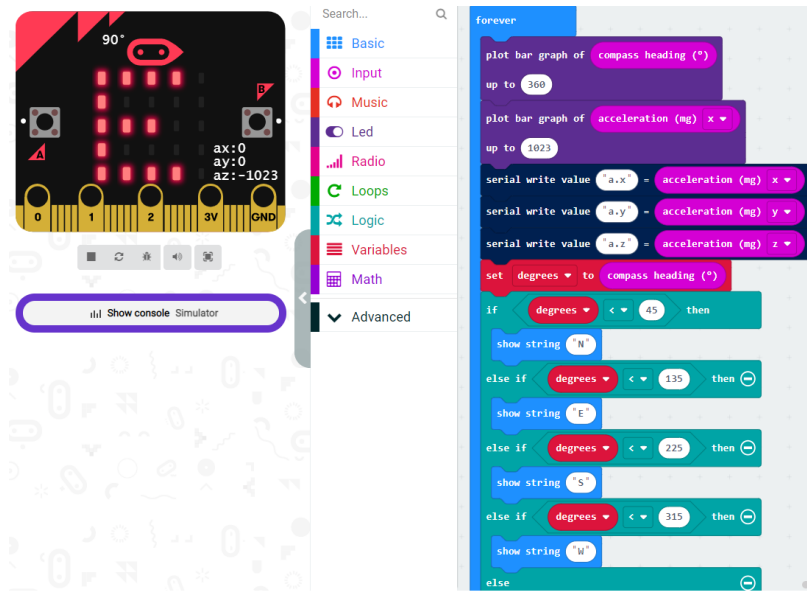 90°
B
A
ax:0
ay:0
az:-1023
0 1 2 3V GND
Show console Simulator
Search...
Basic
Input
Music
Led
Radio
Loops
Logic
Variables
Math
Advanced
forever
plot bar graph of compass heading (°)
up to 360
plot bar graph of acceleration (mg) x
up to 1023
serial write value "a.x" = acceleration (mg) x
serial write value "a.y" = acceleration (mg) y
serial write value "a.z" = acceleration (mg) z
set degrees to compass heading (°)
if degrees < 45 then
show string "N"
else if degrees < 135 then
show string "E"
else if degrees < 225 then
show string "S"
else if degrees < 315 then
show string "W"
else